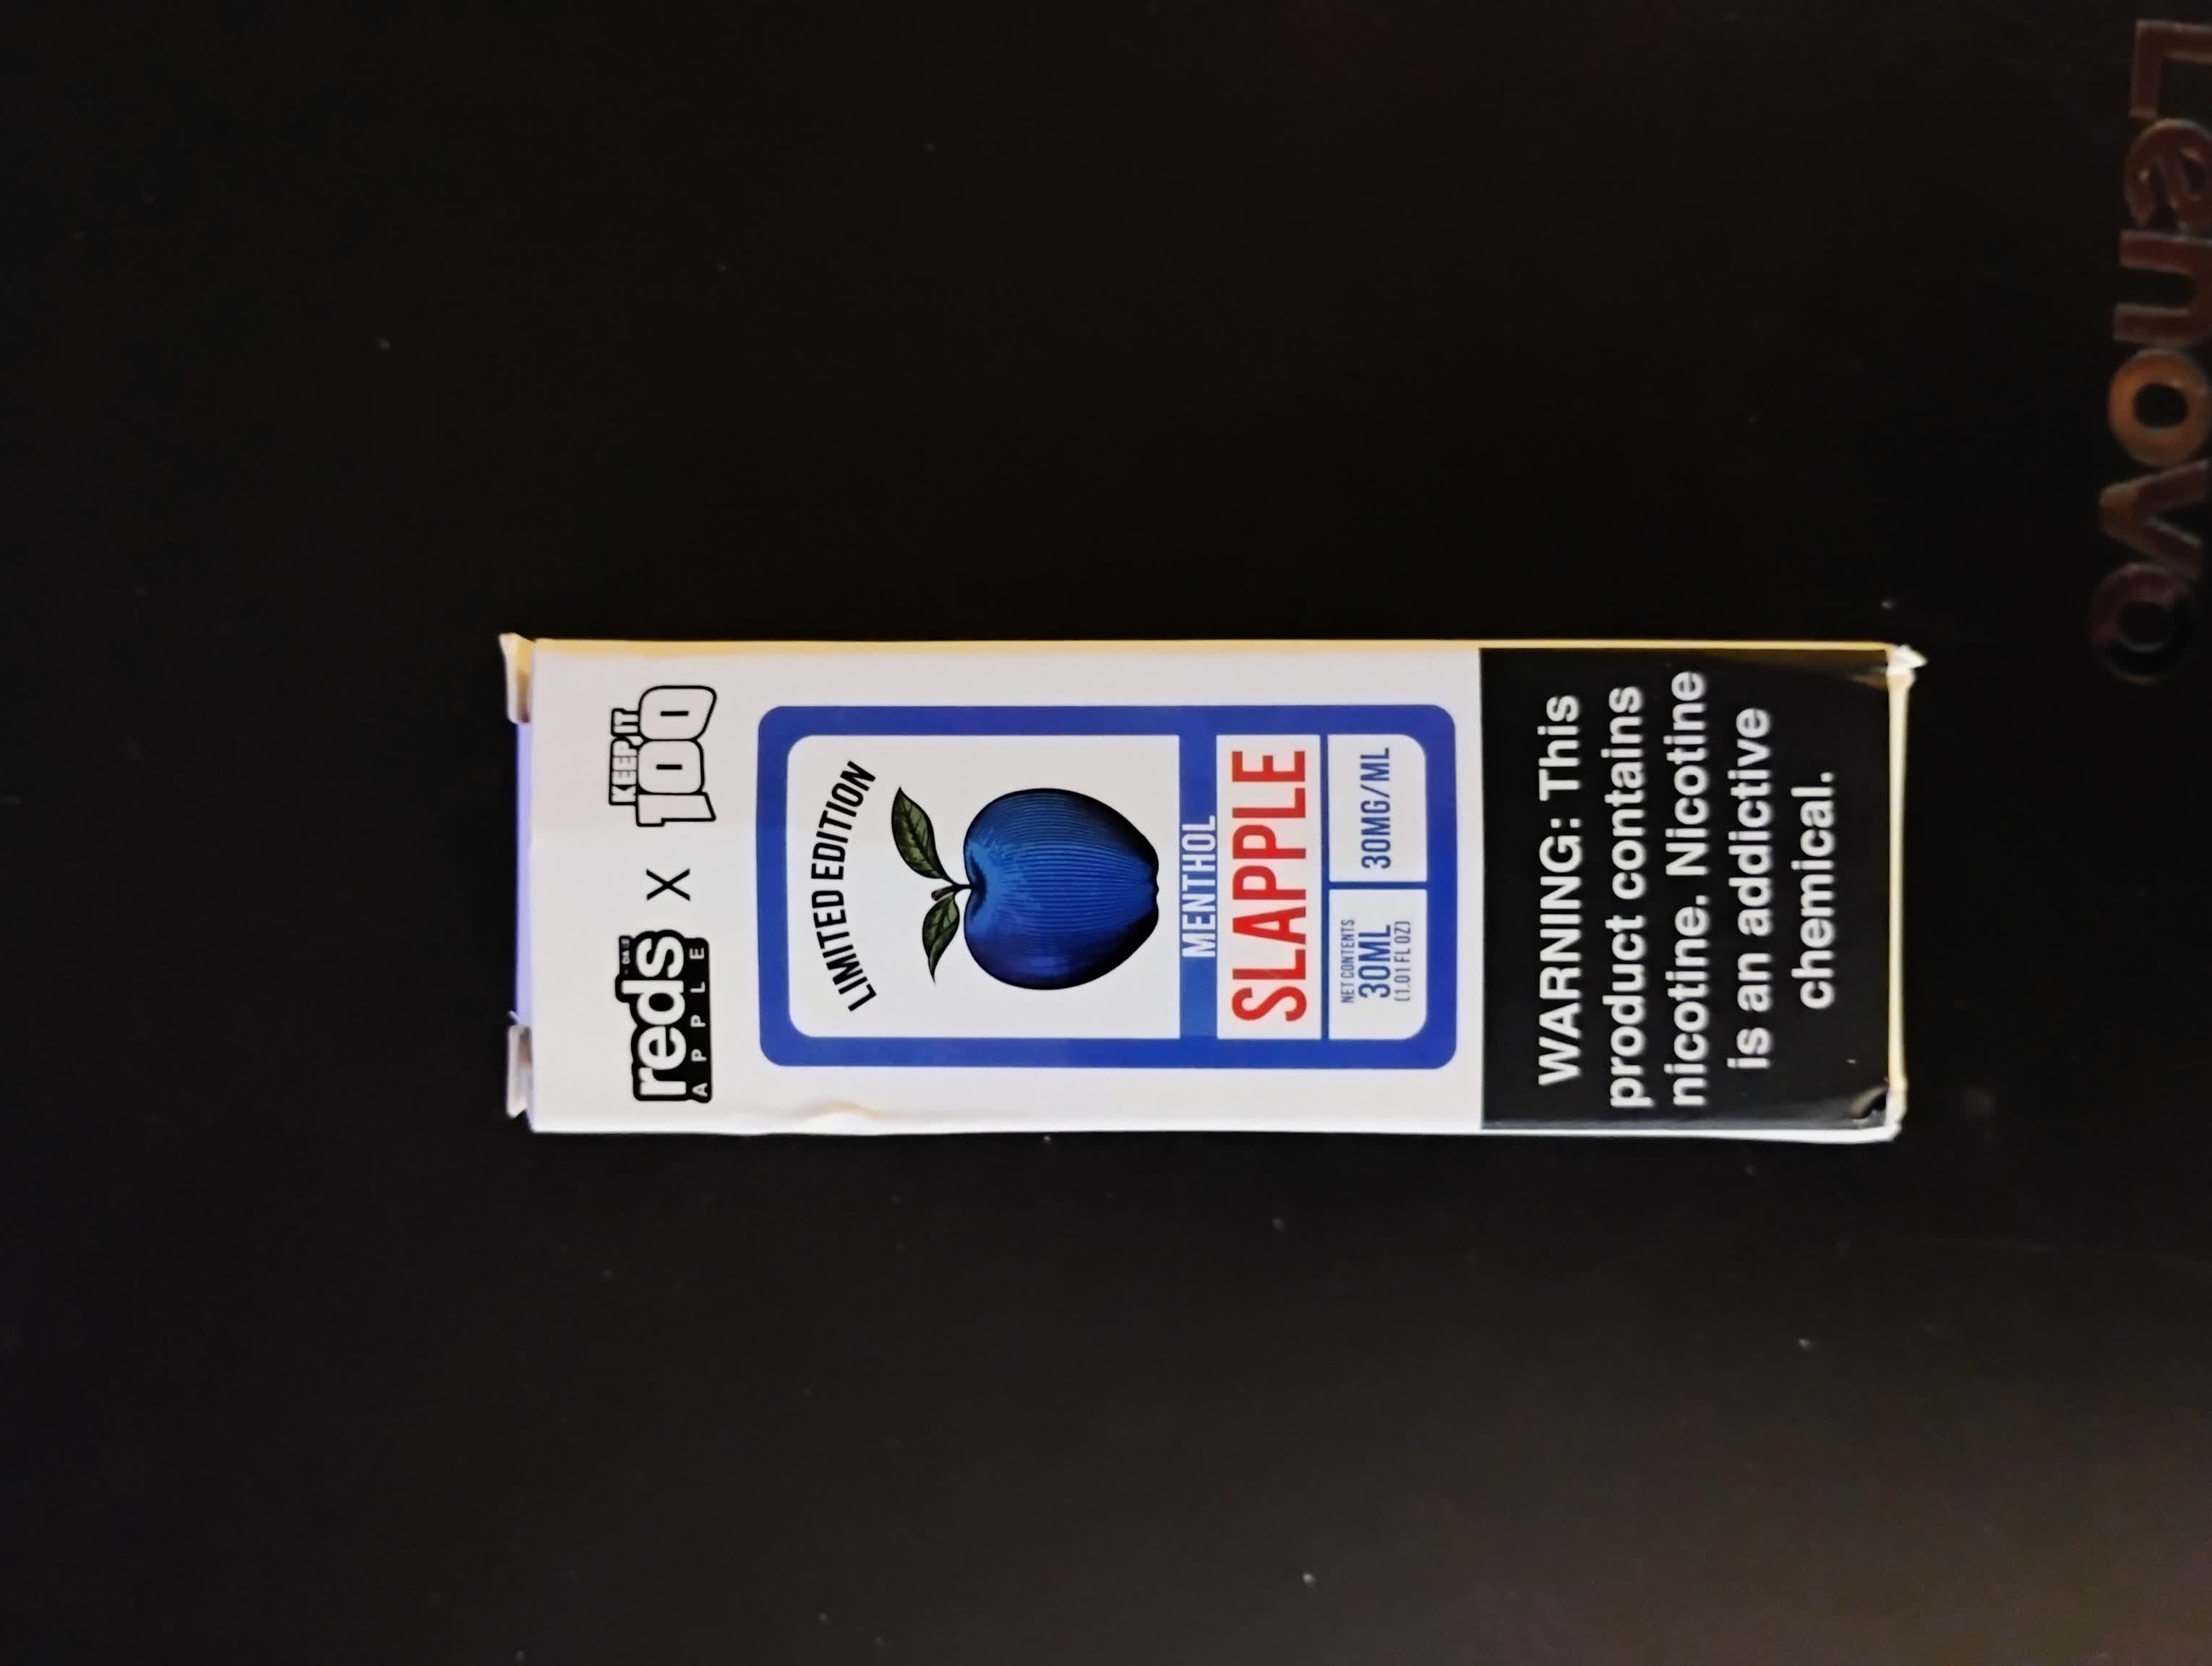 reds
APPLE
X
KEEP IT
100
LIMITED EDITION
MENTHOL
SLAPPLE
NET CONTENTS
30ML
(1.01 FL OZ)
30MG/ML
WARNING: This
product contains
nicotine. Nicotine
is an addictive
chemical.
Lenovo